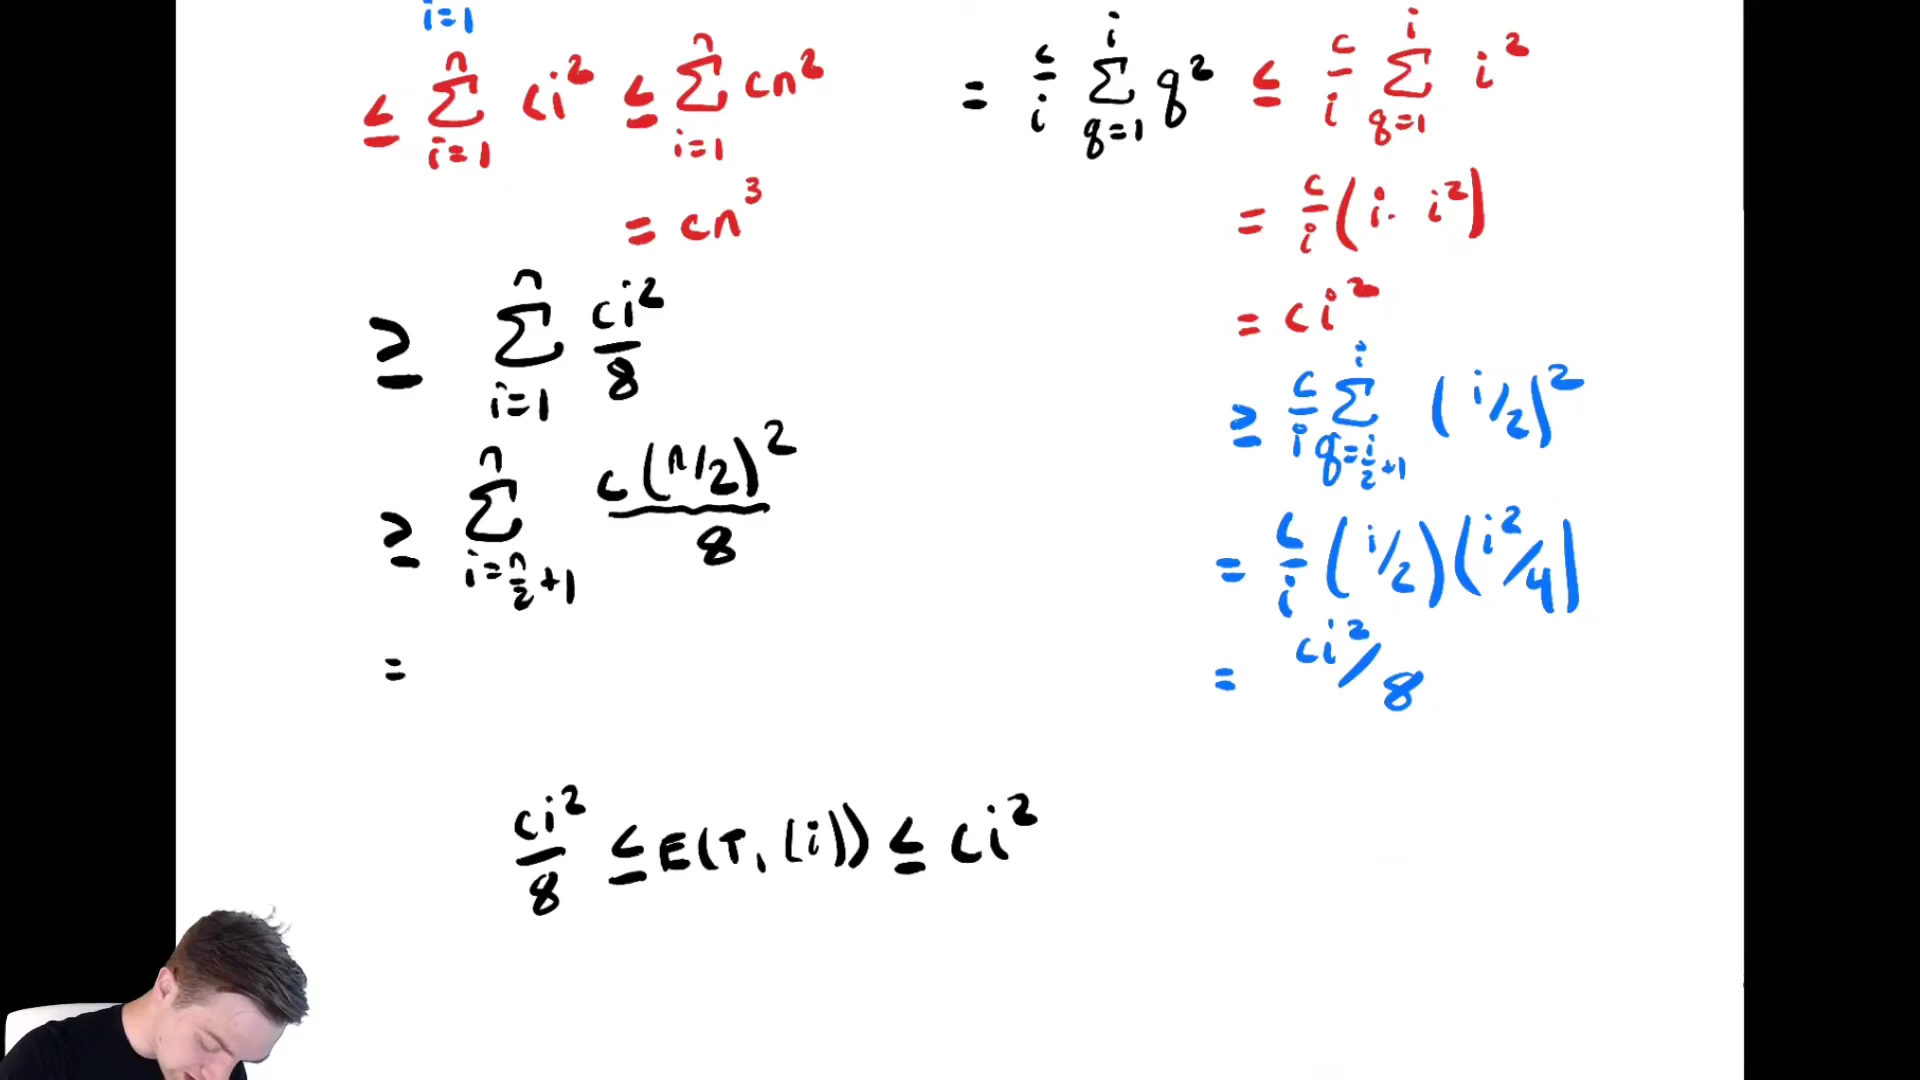 i=1
≤ Σ_{i=1}^{n} ci² ≤ Σ_{i=1}^{n} cn²
= cn³
≥ Σ_{i=1}^{n} ci²/8
≥ Σ_{i=n/2+1}^{n} c(n/2)²/8
=
= c/i Σ_{q=1}^{i} q² ≤ c/i Σ_{q=1}^{i} i²
= c/i (i · i²)
= ci²
≥ c/i Σ_{q=i/2+1}^{i} (i/2)²
= c/i (i/2)(i²/4)
= ci²/8
ci²/8 ≤ E(T, (i)) ≤ ci²